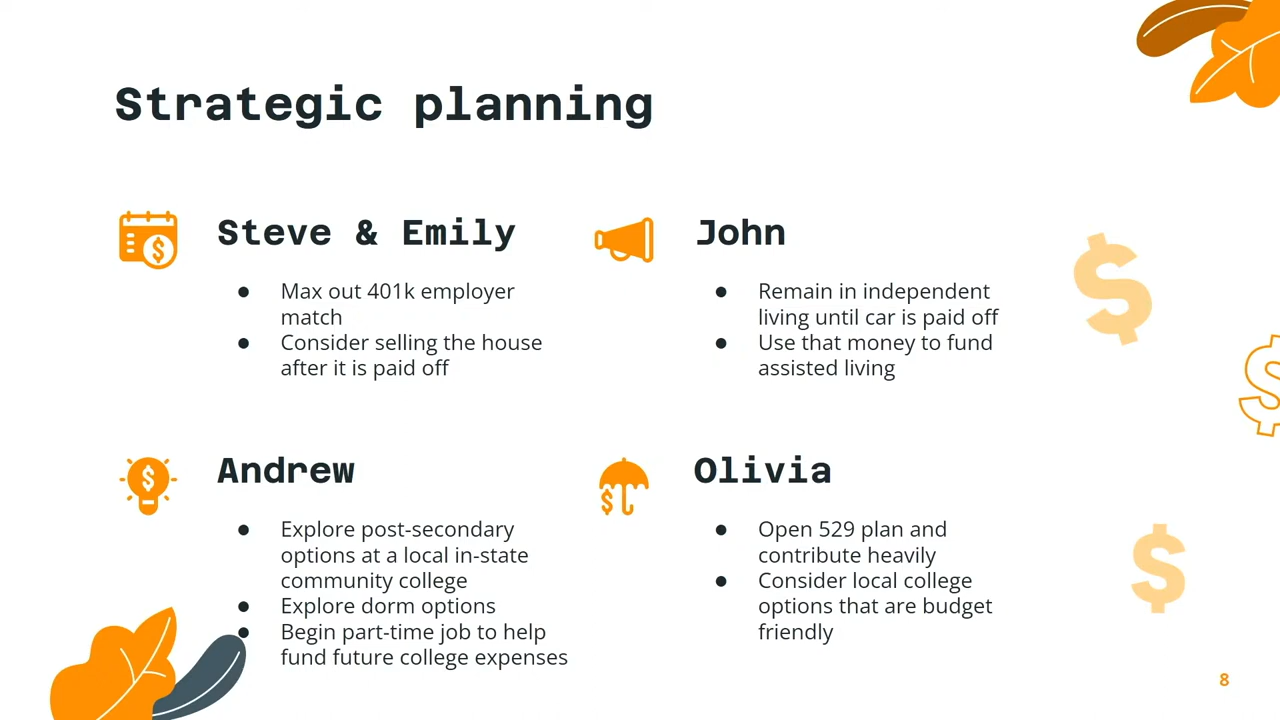 Strategic planning
Steve & Emily
● Max out 401k employer
match
● Consider selling the house
after it is paid off
John
● Remain in independent
living until car is paid off
● Use that money to fund
assisted living
Andrew
● Explore post-secondary
options at a local in-state
community college
● Explore dorm options
● Begin part-time job to help
fund future college expenses
Olivia
● Open 529 plan and
contribute heavily
● Consider local college
options that are budget
friendly
8